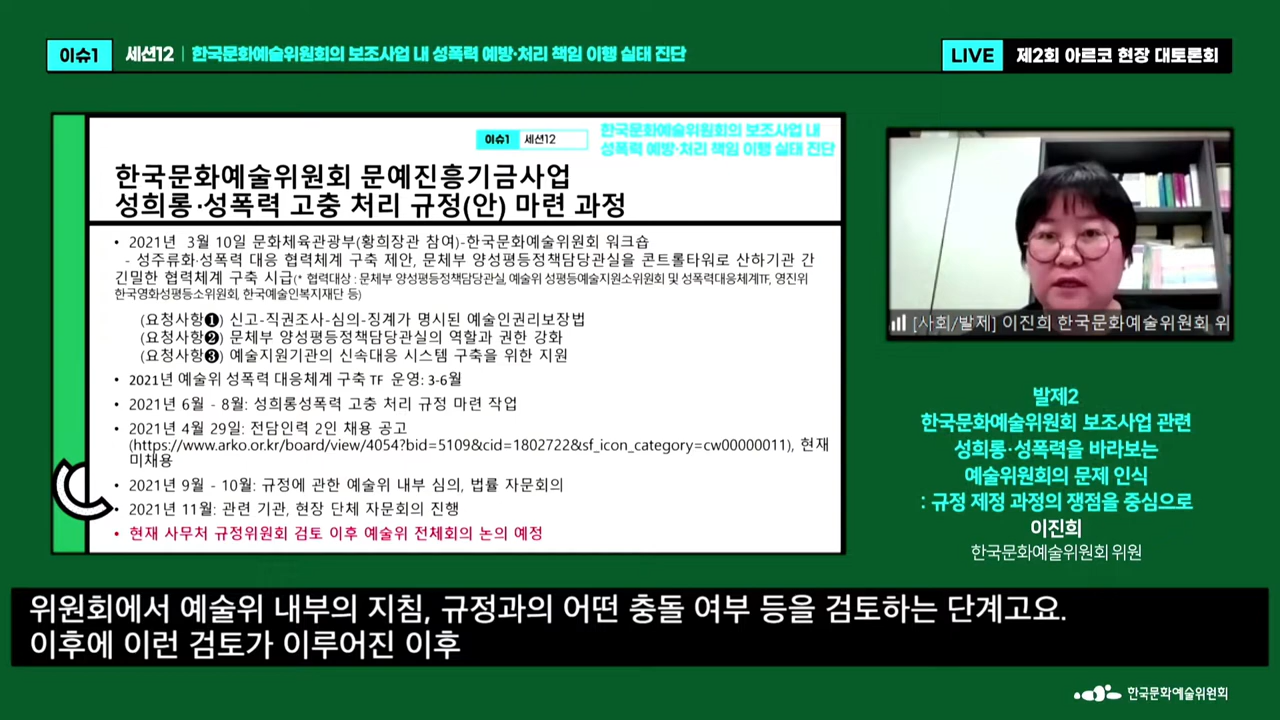 이슈1 세션12 | 한국문화예술위원회의 보조사업 내 성폭력 예방·처리 책임 이행 실태 진단
LIVE 제2회 아르코 현장 대토론회
이슈1 세션12
한국문화예술위원회의 보조사업 내
성폭력 예방·처리 책임 이행 실태 진단
한국문화예술위원회 문예진흥기금사업
성희롱·성폭력 고충 처리 규정(안) 마련 과정
• 2021년 3월 10일 문화체육관광부(황희장관 참여)-한국문화예술위원회 워크숍
- 성주류화·성폭력 대응 협력체계 구축 제안, 문체부 양성평등정책담당관실을 콘트롤타워로 산하기관 간
긴밀한 협력체계 구축 시급(* 협력대상 : 문체부 양성평등정책담당관실, 예술위 성평등예술지원소위원회 및 성폭력대응체계TF, 영진위
한국영화성평등소위원회, 한국예술인복지재단 등)
(요청사항❶) 신고-직권조사-심의-징계가 명시된 예술인권리보장법
(요청사항❷) 문체부 양성평등정책담당관실의 역할과 권한 강화
(요청사항❸) 예술지원기관의 신속대응 시스템 구축을 위한 지원
• 2021년 예술위 성폭력 대응체계 구축 TF 운영: 3-6월
• 2021년 6월 - 8월: 성희롱성폭력 고충 처리 규정 마련 작업
• 2021년 4월 29일: 전담인력 2인 채용 공고
(https://www.arko.or.kr/board/view/4054?bid=5109&cid=1802722&sf_icon_category=cw00000011), 현재
미채용
• 2021년 9월 - 10월: 규정에 관한 예술위 내부 심의, 법률 자문회의
• 2021년 11월: 관련 기관, 현장 단체 자문회의 진행
• 현재 사무처 규정위원회 검토 이후 예술위 전체회의 논의 예정
[사회/발제] 이진희 한국문화예술위원회 위
발제2
한국문화예술위원회 보조사업 관련
성희롱·성폭력을 바라보는
예술위원회의 문제 인식
: 규정 제정 과정의 쟁점을 중심으로
이진희
한국문화예술위원회 위원
위원회에서 예술위 내부의 지침, 규정과의 어떤 충돌 여부 등을 검토하는 단계고요.
이후에 이런 검토가 이루어진 이후
한국문화예술위원회